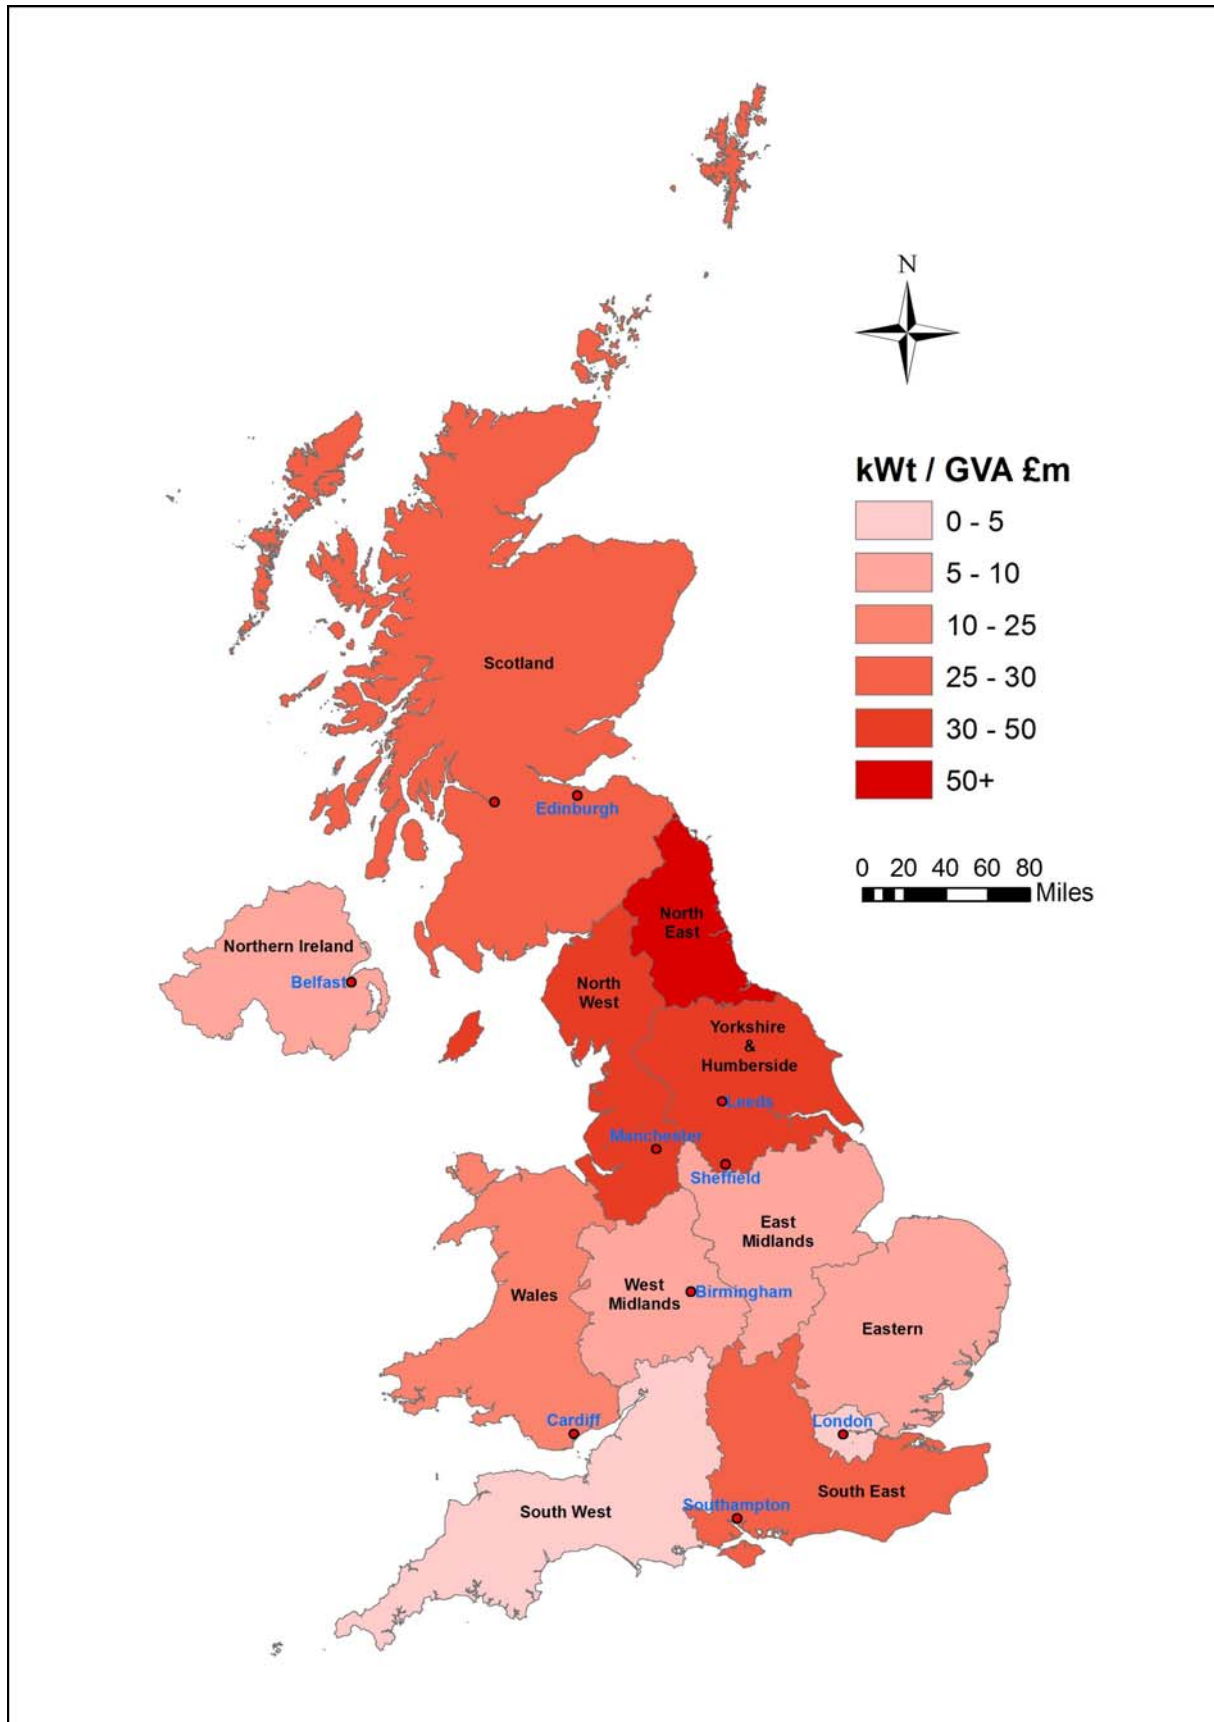 N
kWt / GVA £m
0 - 5
5 - 10
10 - 25
25 - 30
30 - 50
50+
Scotland
Edinburgh
0 20 40 60 80
Miles
North
East
Northern Ireland
Belfast
North
West
Yorkshire
&
Humberside
Leeds
Manchester
Sheffield
East
Midlands
West
Midlands
Birmingham
Wales
Eastern
Cardiff
London
South East
Southampton
South West